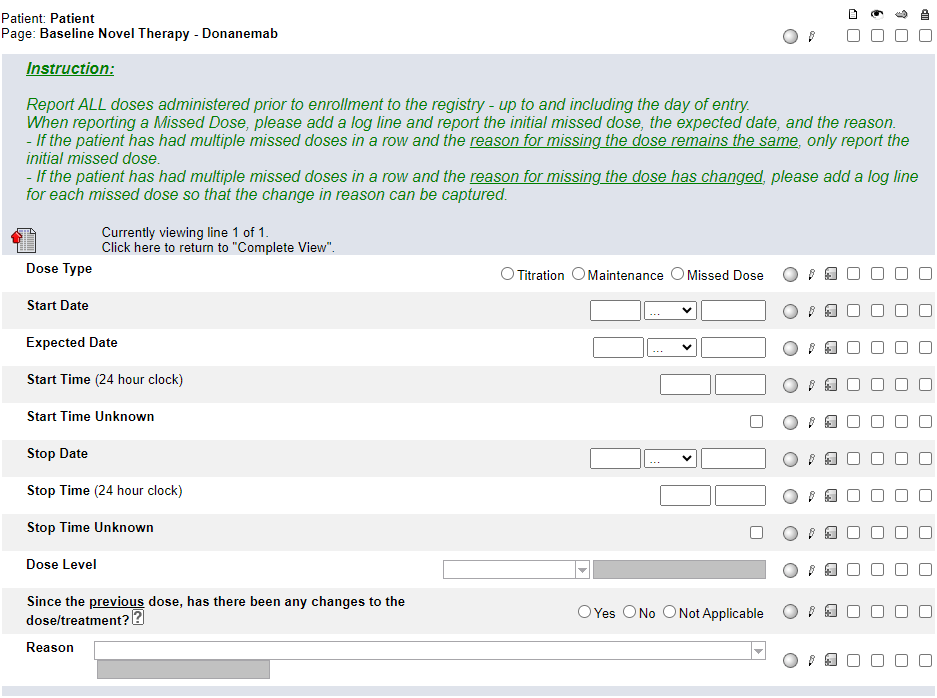 Patient: Patient
Page: Baseline Novel Therapy - Donanemab
Instruction:
Report ALL doses administered prior to enrollment to the registry - up to and including the day of entry.
When reporting a Missed Dose, please add a log line and report the initial missed dose, the expected date, and the reason.
- If the patient has had multiple missed doses in a row and the reason for missing the dose remains the same, only report the
initial missed dose.
- If the patient has had multiple missed doses in a row and the reason for missing the dose has changed, please add a log line
for each missed dose so that the change in reason can be captured.
Currently viewing line 1 of 1.
Click here to return to "Complete View".
Dose Type Titration Maintenance Missed Dose
Start Date ...
Expected Date ...
Start Time (24 hour clock)
Start Time Unknown
Stop Date ...
Stop Time (24 hour clock)
Stop Time Unknown
Dose Level
Since the previous dose, has there been any changes to the
dose/treatment? ? Yes No Not Applicable
Reason